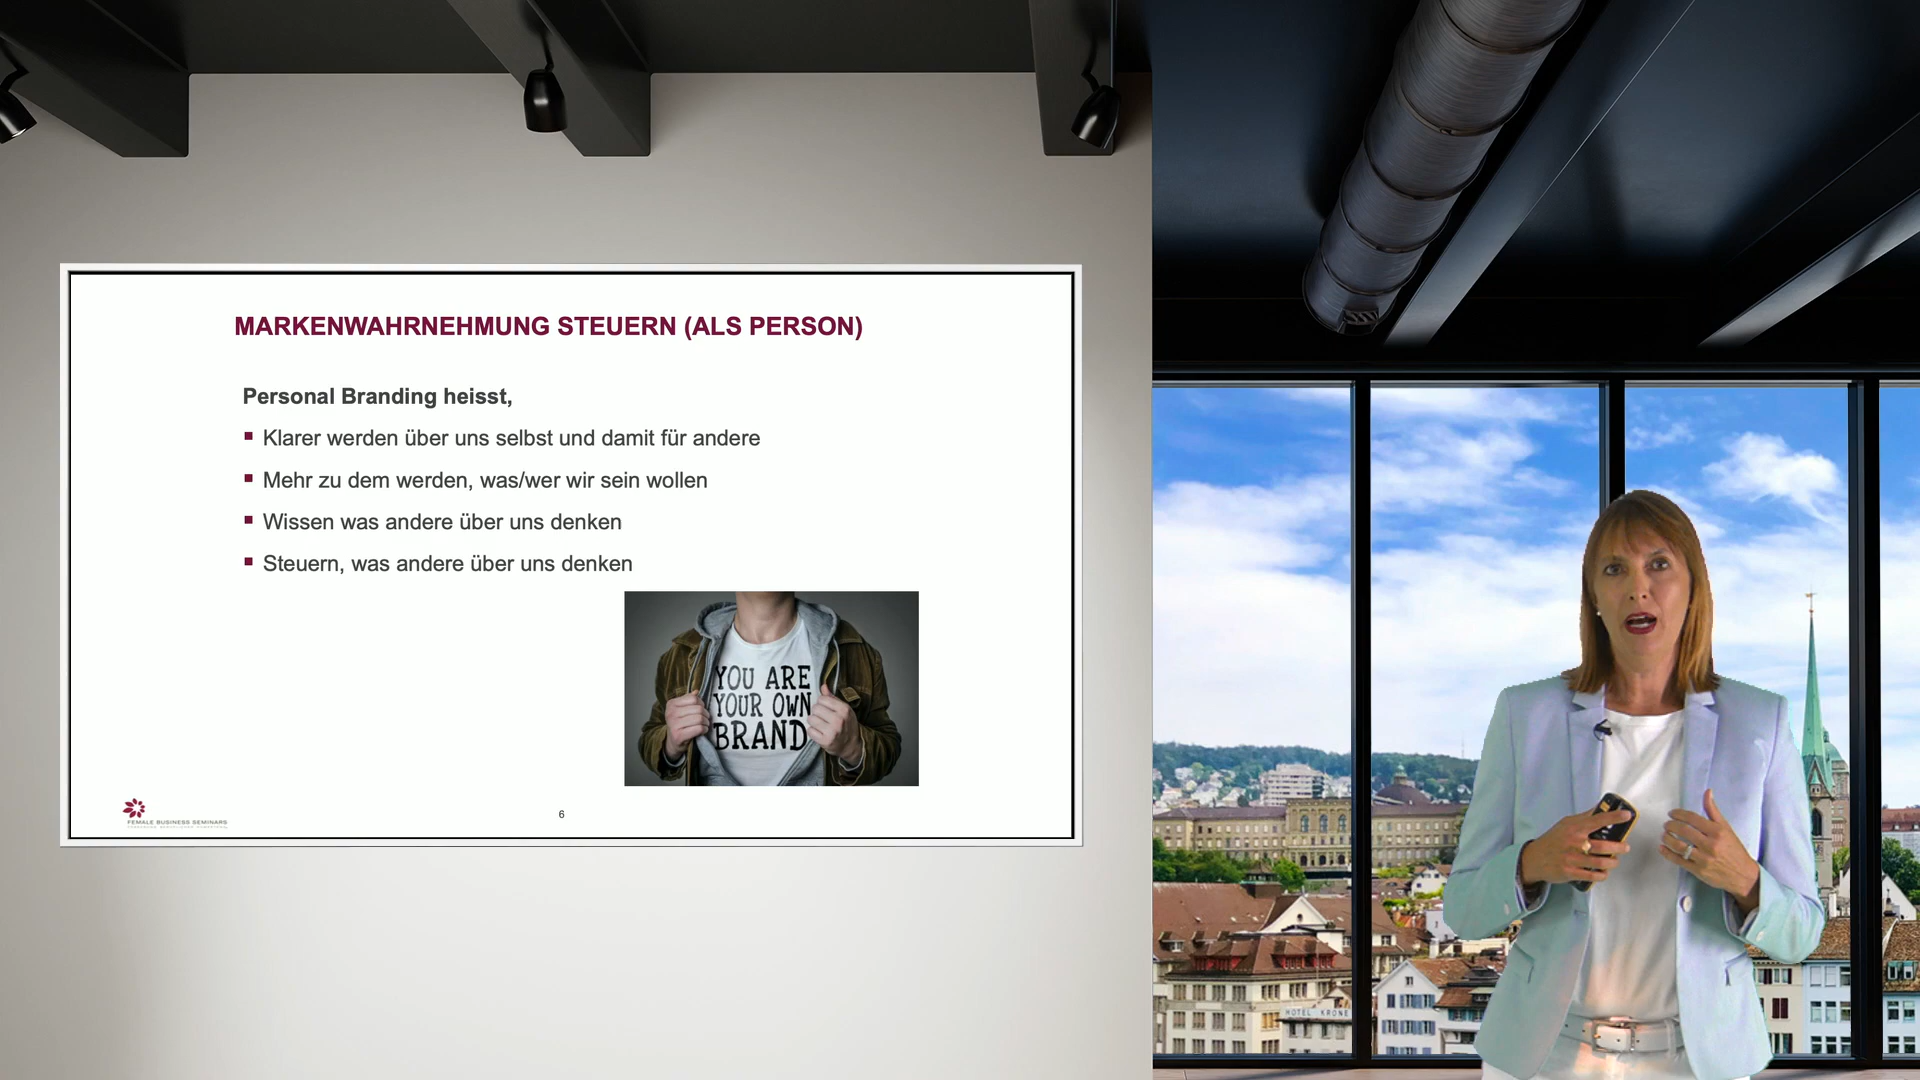 MARKENWAHRNEHMUNG STEUERN (ALS PERSON)
Personal Branding heisst,
Klarer werden über uns selbst und damit für andere
Mehr zu dem werden, was/wer wir sein wollen
Wissen was andere über uns denken
Steuern, was andere über uns denken
YOU ARE
YOUR OWN
BRAND
FEMALE BUSINESS SEMINARS
6
HOTEL KRONE